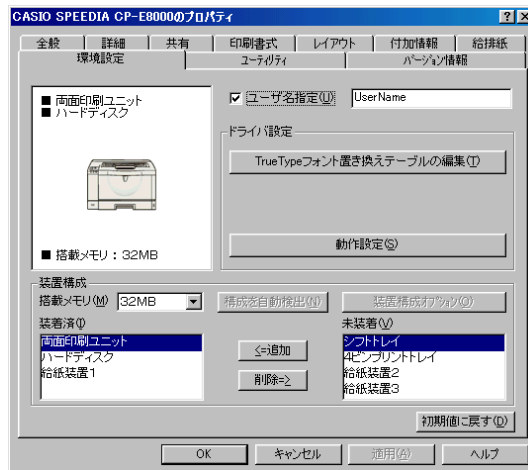 CASIO SPEEDIA CP-E8000のプロパティ
全般 詳細 共有 印刷書式 レイアウト 付加情報 給排紙
環境設定 ユーティリティ バージョン情報
■ 両面印刷ユニット
■ ハードディスク
■ 搭載メモリ：32MB
ユーザ名指定(U) UserName
ドライバ設定
TrueTypeフォント置き換えテーブルの編集(T)
動作設定(S)
装置構成
搭載メモリ(M) 32MB 構成を自動検出(N) 装置構成オプション(O)
装着済(I)
両面印刷ユニット
ハードディスク
給紙装置1
<=追加
削除=>
未装着(V)
シフトトレイ
4ビンプリントトレイ
給紙装置2
給紙装置3
初期値に戻す(D)
OK キャンセル 適用(A) ヘルプ